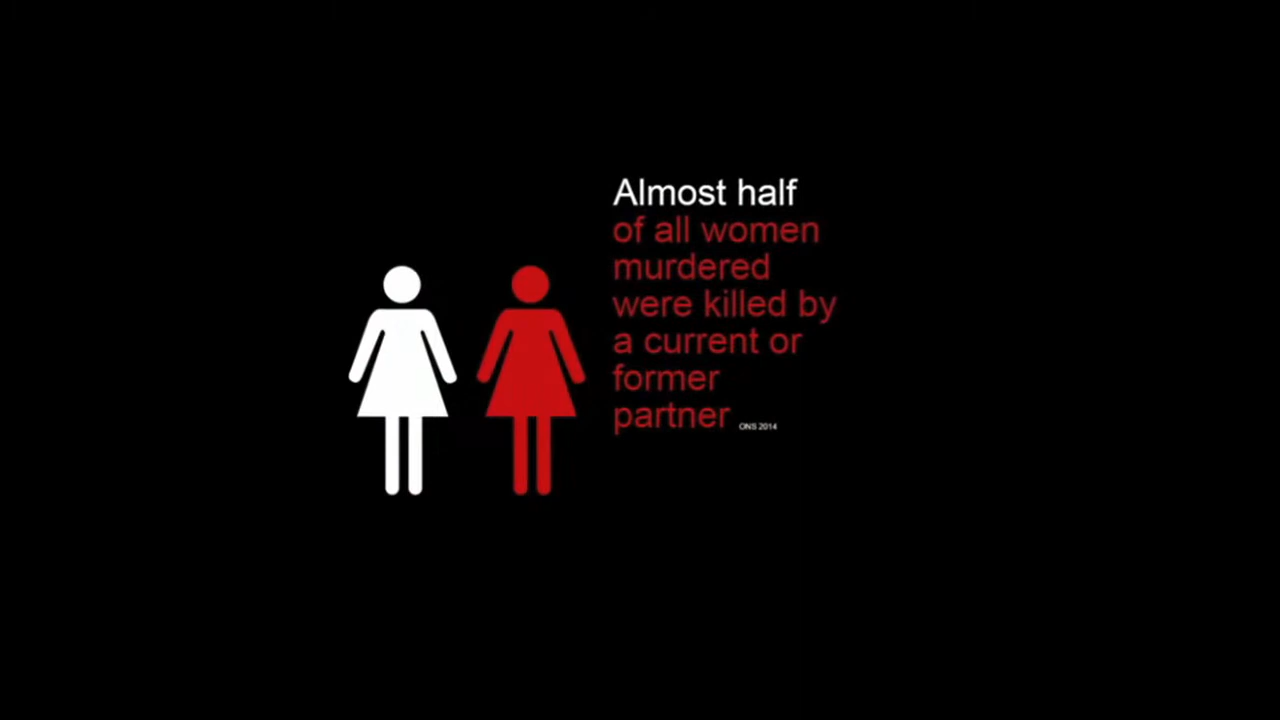 Almost half
of all women
murdered
were killed by
a current or
former
partner ONS 2014